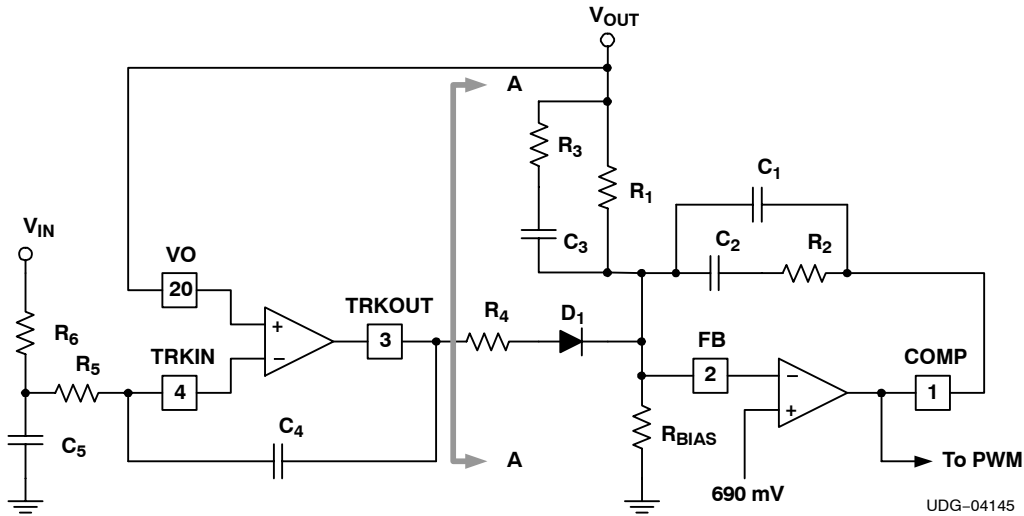 VOUT
A
R3
R1
C1
C3
C2
R2
VIN
VO
20
TRKOUT
3
R4
D1
R6
R5
TRKIN
4
FB
2
COMP
1
C5
C4
RBIAS
A
690 mV
To PWM
UDG–04145
+
−
−
+